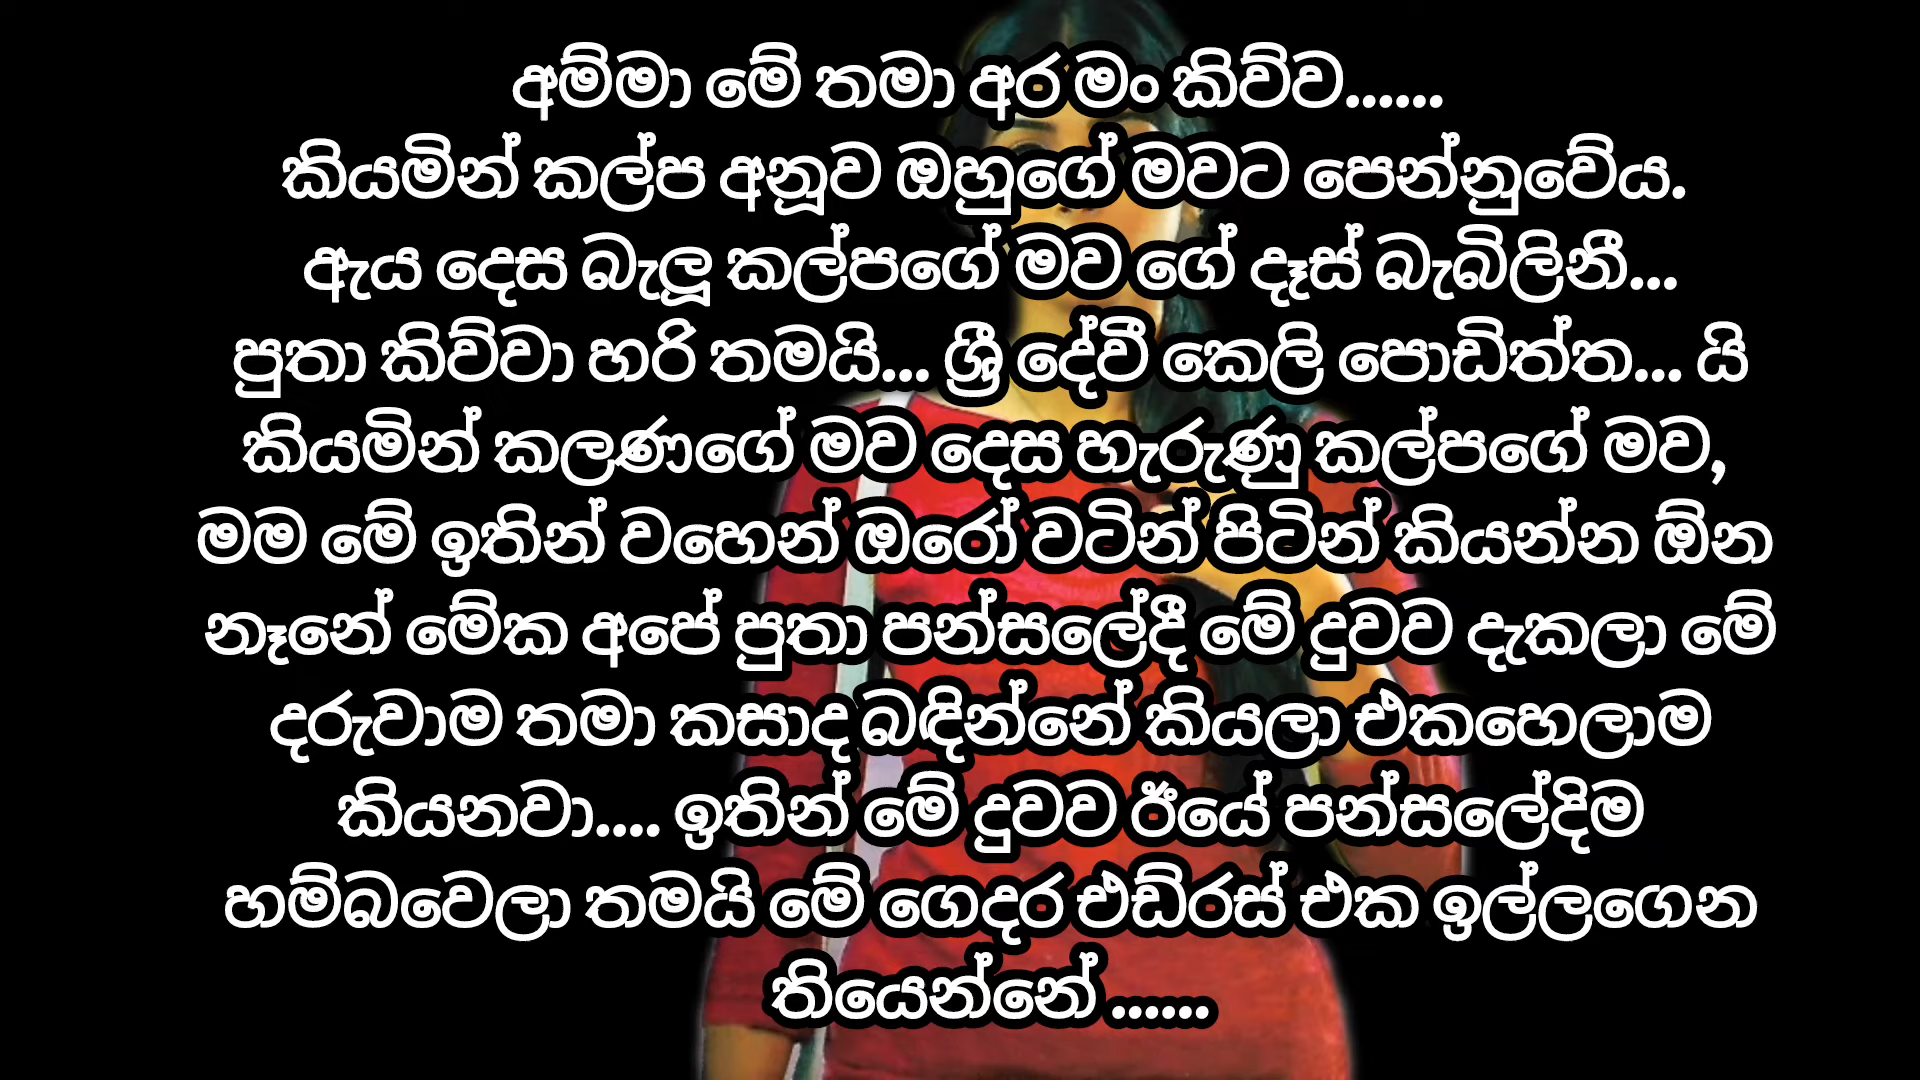 අම්මා මේ තමා අර මං කිව්ව......
කියමින් කල්ප අනූව ඔහුගේ මවට පෙන්නුවේය.
ඇය දෙස බැලූ කල්පගේ මව ගේ දෑස් බැබිලිනී...
පුතා කිව්වා හරි තමයි... ශ්‍රී දේවී කෙලි පොඩිත්ත... යි
කියමින් කලණගේ මව දෙස හැරුණු කල්පගේ මව,
මම මේ ඉතින් වහෙන් ඔරෝ වටින් පිටින් කියන්න ඕන
නෑනේ මේක අපේ පුතා පන්සලේදී මේ දුවව දැකලා මේ
දරුවාම තමා කසාද බඳින්නේ කියලා එකහෙලාම
කියනවා.... ඉතින් මේ දුවව ඊයේ පන්සලේදිම
හම්බවෙලා තමයි මේ ගෙදර එඩ්රස් එක ඉල්ලගෙන
තියෙන්නේ ......